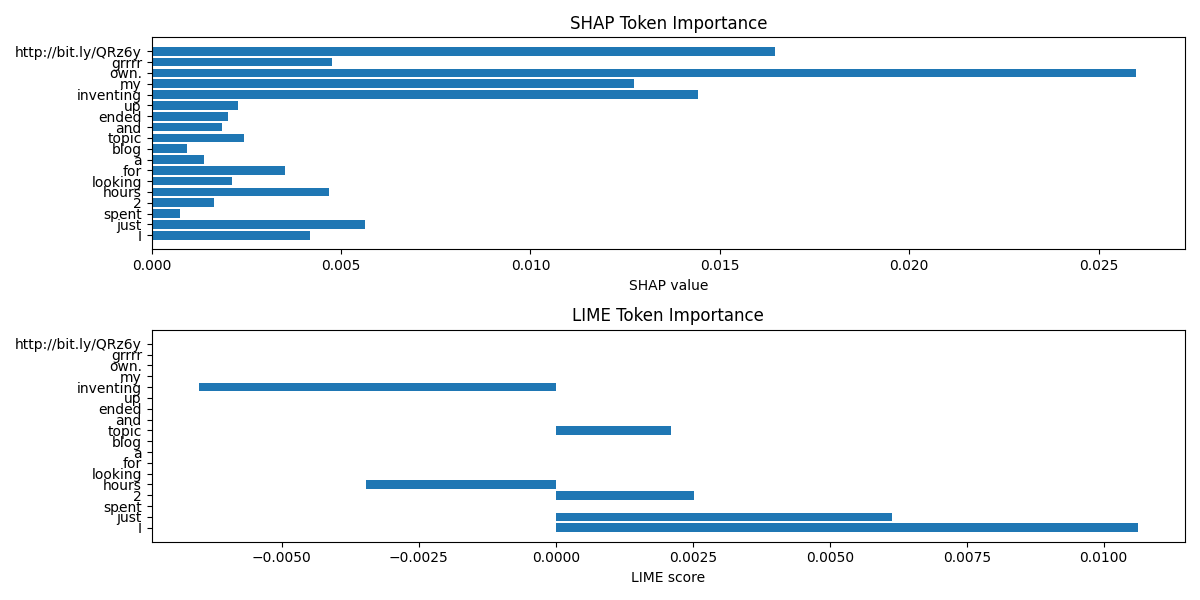 SHAP Token Importance
http://bit.ly/QRz6y
grrrr
own.
my
inventing
up
ended
and
topic
blog
a
for
looking
hours
2
spent
just
I
0.000 0.005 0.010 0.015 0.020 0.025
SHAP value
LIME Token Importance
http://bit.ly/QRz6y
grrrr
own.
my
inventing
up
ended
and
topic
blog
a
for
looking
hours
2
spent
just
I
−0.0050 −0.0025 0.0000 0.0025 0.0050 0.0075 0.0100
LIME score